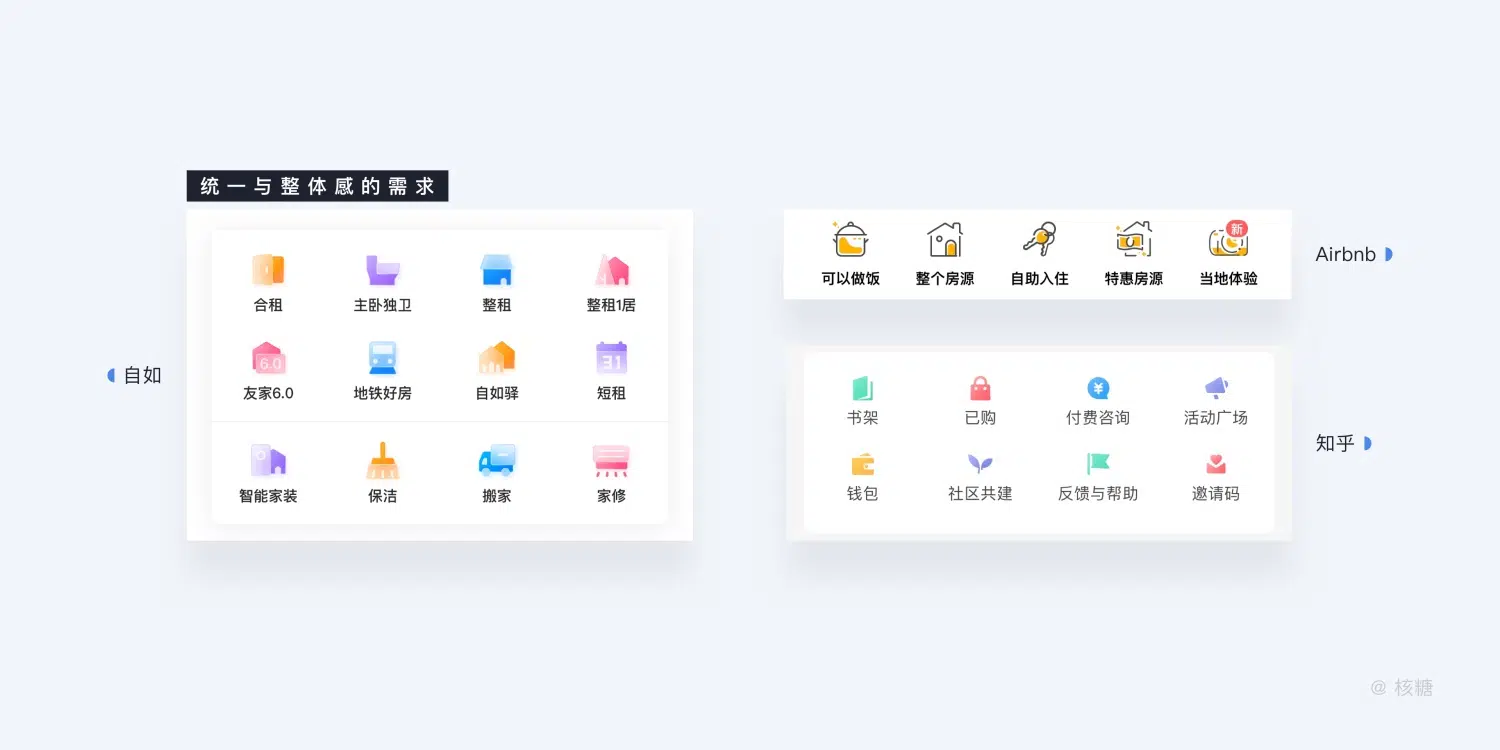 统一与整体感的需求
自如
合租 主卧独卫 整租 整租1居
6.0 31
友家6.0 地铁好房 自如驿 短租
智能家装 保洁 搬家 家修
新
可以做饭 整个房源 自助入住 特惠房源 当地体验
Airbnb
¥
书架 已购 付费咨询 活动广场
钱包 社区共建 反馈与帮助 邀请码
知乎
@ 核糖